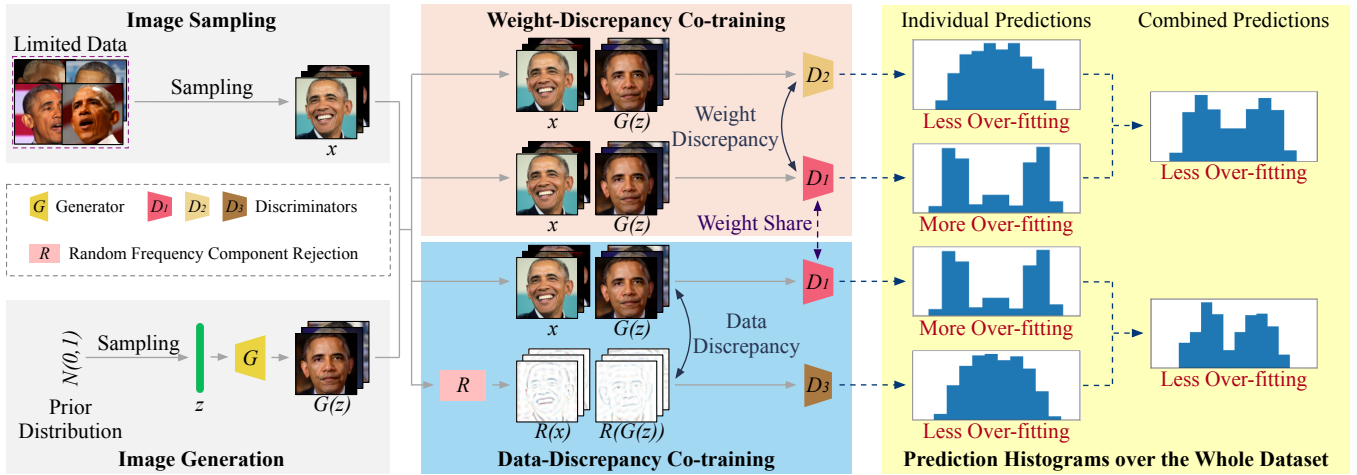 Image Sampling
Limited Data
Sampling
x
G Generator D1 D2 D3 Discriminators
R Random Frequency Component Rejection
N(0,1)
Sampling
z
G
G(z)
Prior
Distribution
Image Generation
Weight-Discrepancy Co-training
x G(z)
D2
Weight
Discrepancy
x G(z)
D1
Weight Share
x G(z)
D1
Data
Discrepancy
R
R(x) R(G(z))
D3
Data-Discrepancy Co-training
Individual Predictions
Combined Predictions
Less Over-fitting
More Over-fitting
Less Over-fitting
More Over-fitting
Less Over-fitting
Less Over-fitting
Prediction Histograms over the Whole Dataset